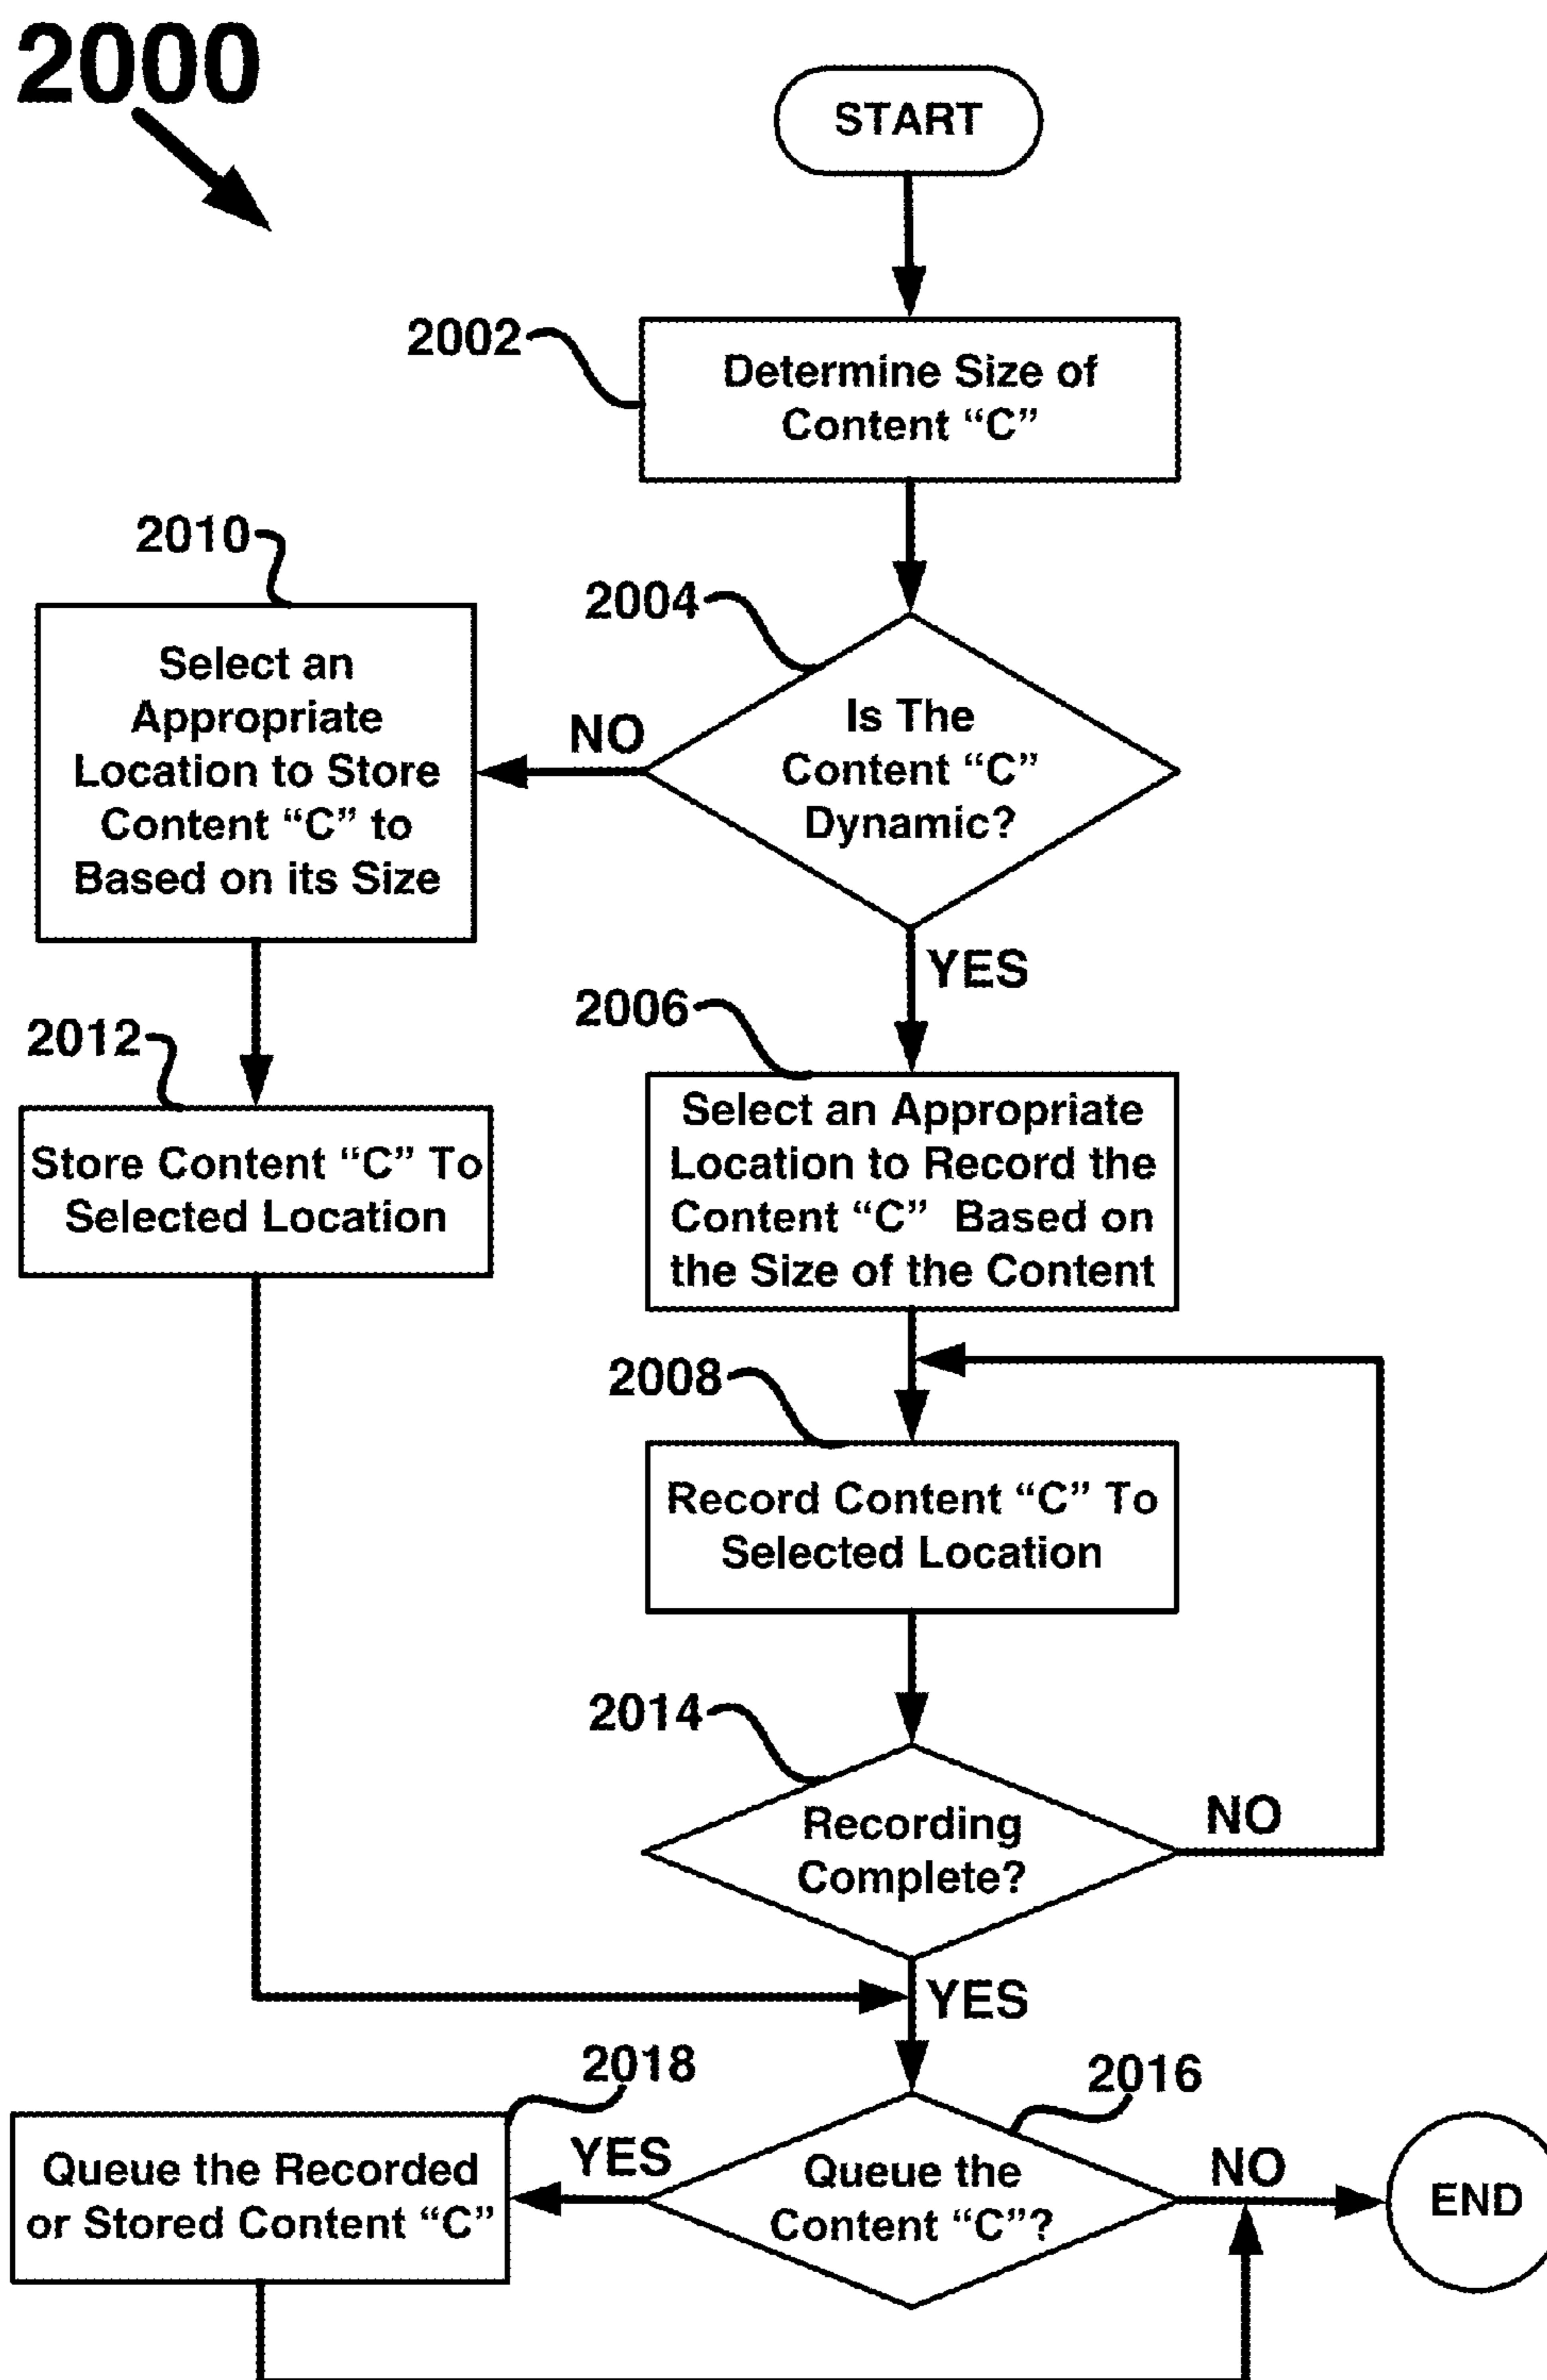 2000
START
2002
Determine Size of
Content “C”
2010
2004
Select an
Appropriate
Location to Store
Content “C” to
Based on its Size
NO
Is The
Content “C”
Dynamic?
YES
2006
2012
Select an Appropriate
Location to Record the
Content “C”  Based on
the Size of the Content
Store Content “C” To
Selected Location
2008
Record Content “C” To
Selected Location
2014
Recording
Complete?
NO
YES
2018
2016
Queue the Recorded
or Stored Content “C”
YES
Queue the
Content “C”?
NO
END